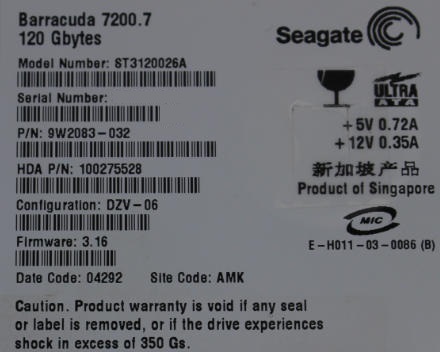 Barracuda 7200.7
120 Gbytes
Seagate
Model Number: ST3120026A
Serial Number:
P/N: 9W2083-032
HDA P/N: 100275528
Configuration: DZV-06
Firmware: 3.16
Date Code: 04292 Site Code: AMK
ULTRA
ATA
+5V 0.72A
+12V 0.35A
新加坡产品
Product of Singapore
MIC
E-H011-03-0086 (B)
Caution. Product warranty is void if any seal
or label is removed, or if the drive experiences
shock in excess of 350 Gs.